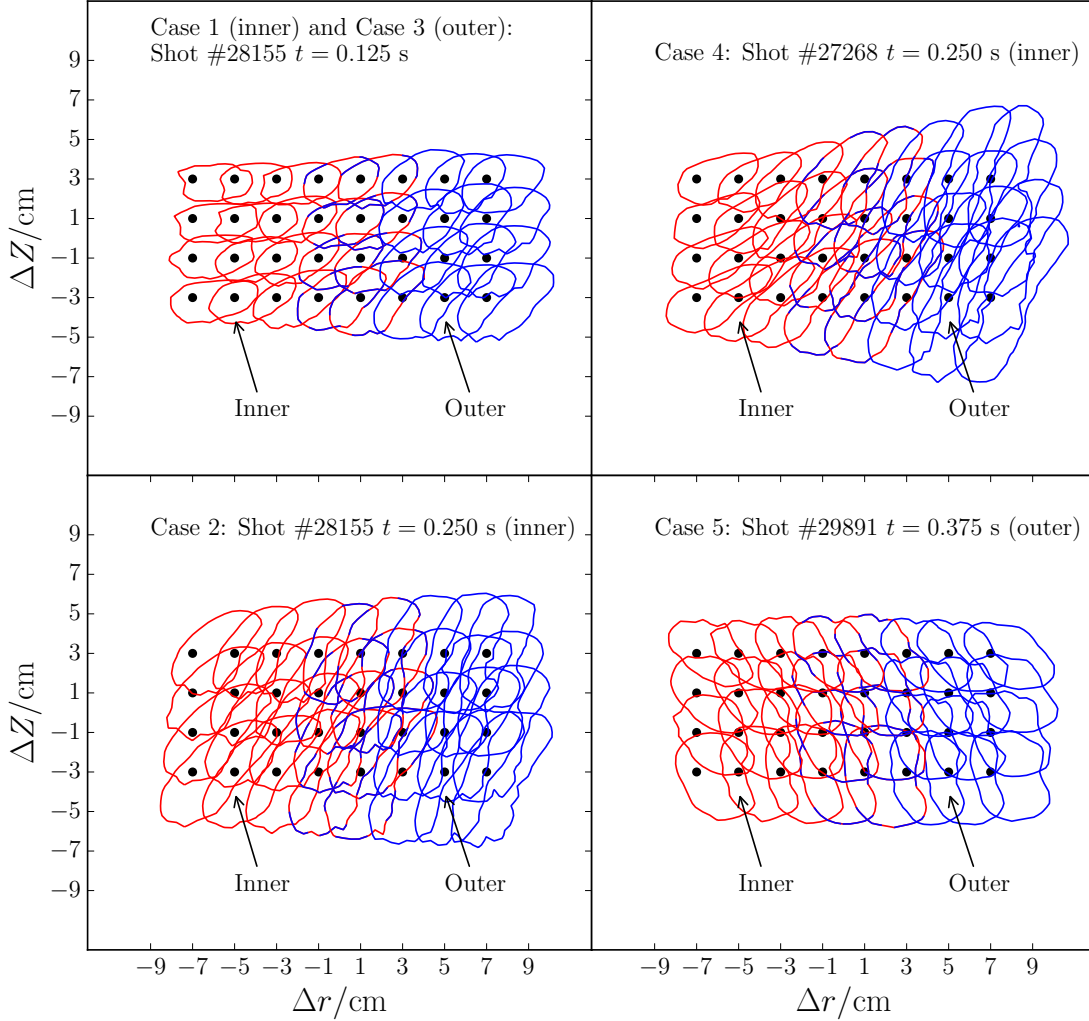 Case 1 (inner) and Case 3 (outer):
Shot #28155 t = 0.125 s
Case 4: Shot #27268 t = 0.250 s (inner)
9
7
5
3
1
−1
−3
−5
−7
−9
ΔZ/cm
Inner
Outer
Inner
Outer
Case 2: Shot #28155 t = 0.250 s (inner)
Case 5: Shot #29891 t = 0.375 s (outer)
9
7
5
3
1
−1
−3
−5
−7
−9
ΔZ/cm
Inner
Outer
Inner
Outer
−9 −7 −5 −3 −1 1 3 5 7 9
−9 −7 −5 −3 −1 1 3 5 7 9
Δr/cm
Δr/cm